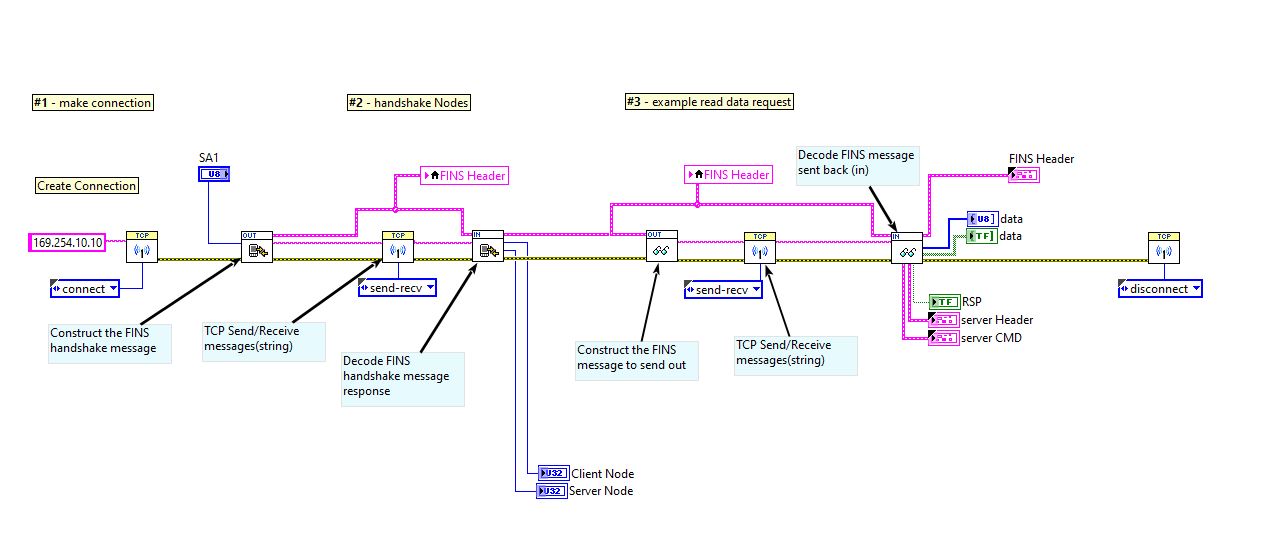 #1 - make connection
#2 - handshake Nodes
#3 - example read data request
Create Connection
SA1
U8
169.254.10.10
TCP
connect
OUT
Construct the FINS
handshake message
TCP
send-recv
TCP Send/Receive
messages(string)
FINS Header
IN
Decode FINS
handshake message
response
U32
Client Node
U32
Server Node
OUT
Construct the FINS
message to send out
FINS Header
TCP
send-recv
TCP Send/Receive
messages(string)
Decode FINS message
sent back (in)
IN
FINS Header
U8
data
TF
data
TF
RSP
server Header
server CMD
TCP
disconnect